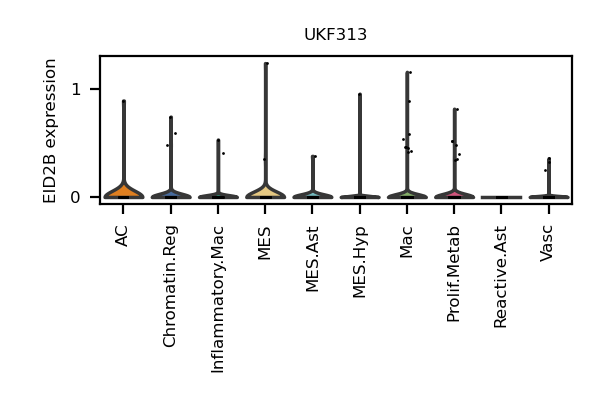 UKF313
EID2B expression
1
0
AC
Chromatin.Reg
Inflammatory.Mac
MES
MES.Ast
MES.Hyp
Mac
Prolif.Metab
Reactive.Ast
Vasc